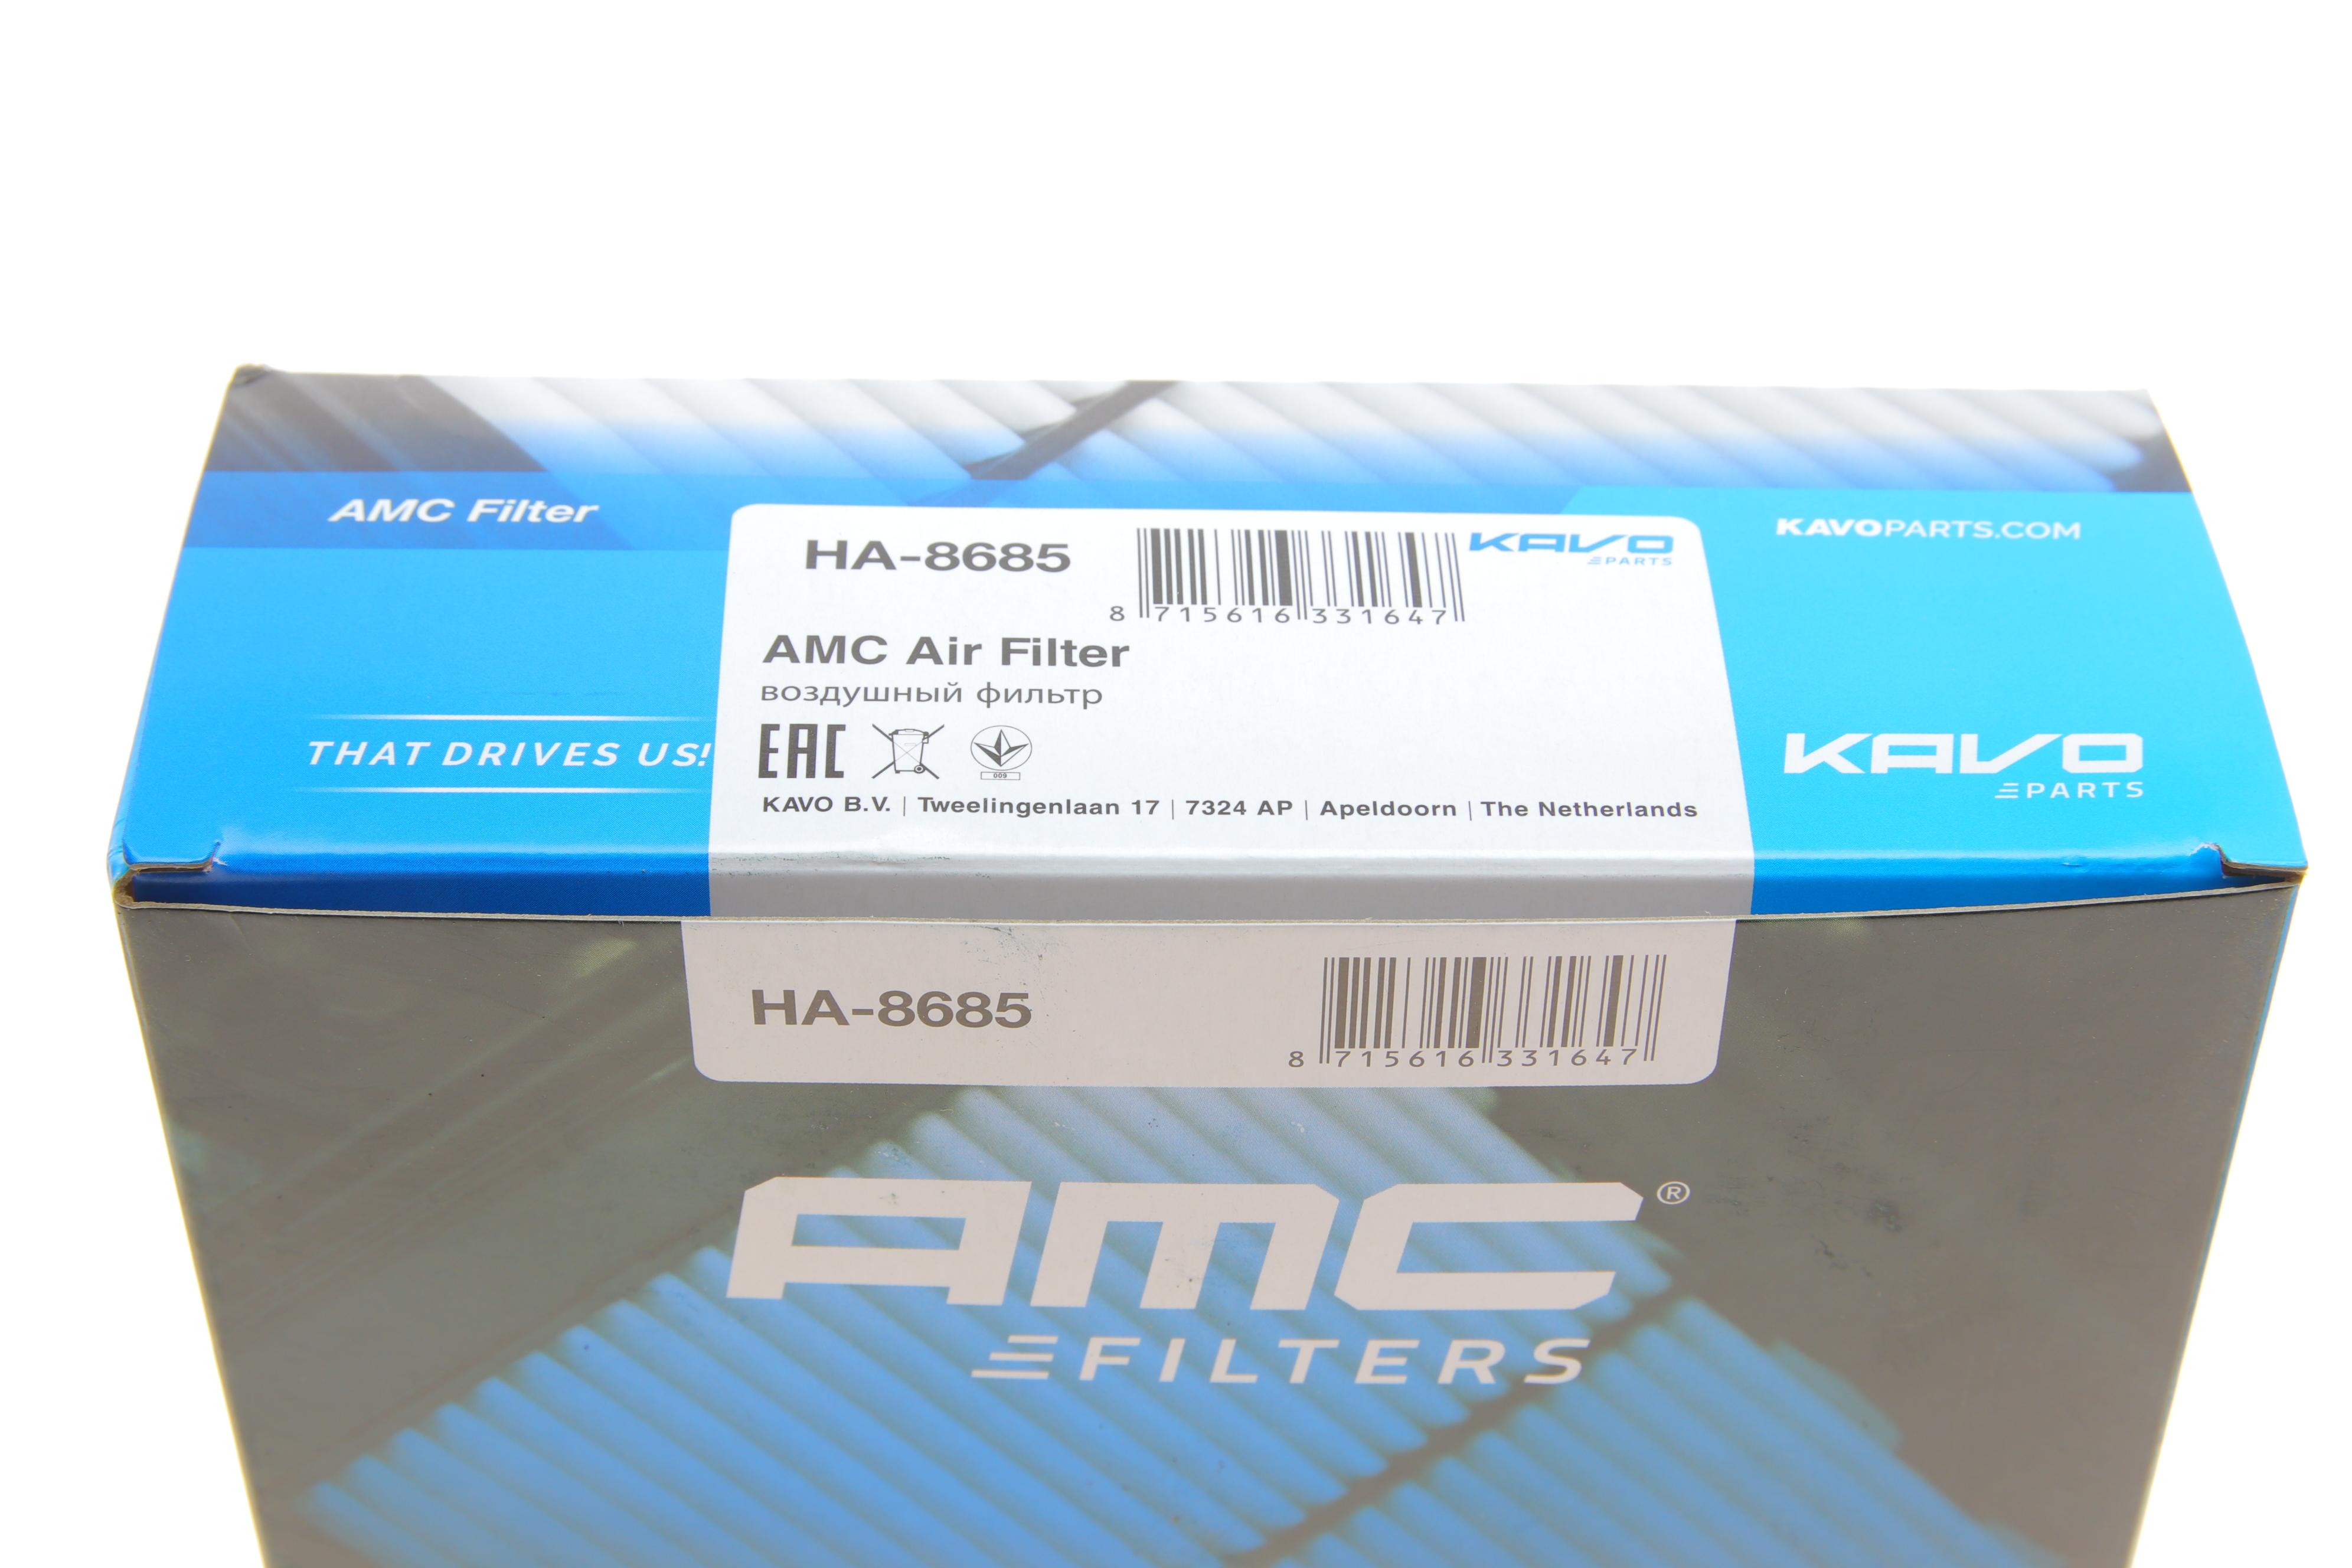 AMC Filter
KAVOPARTS.COM
HA-8685
8 715616 331647
KAVO
PARTS
AMC Air Filter
воздушный фильтр
THAT DRIVES US!
EAC
009
KAVO
PARTS
KAVO B.V. | Tweelingenlaan 17 | 7324 AP | Apeldoorn | The Netherlands
HA-8685
8 715616 331647
AMC ®
FILTERS